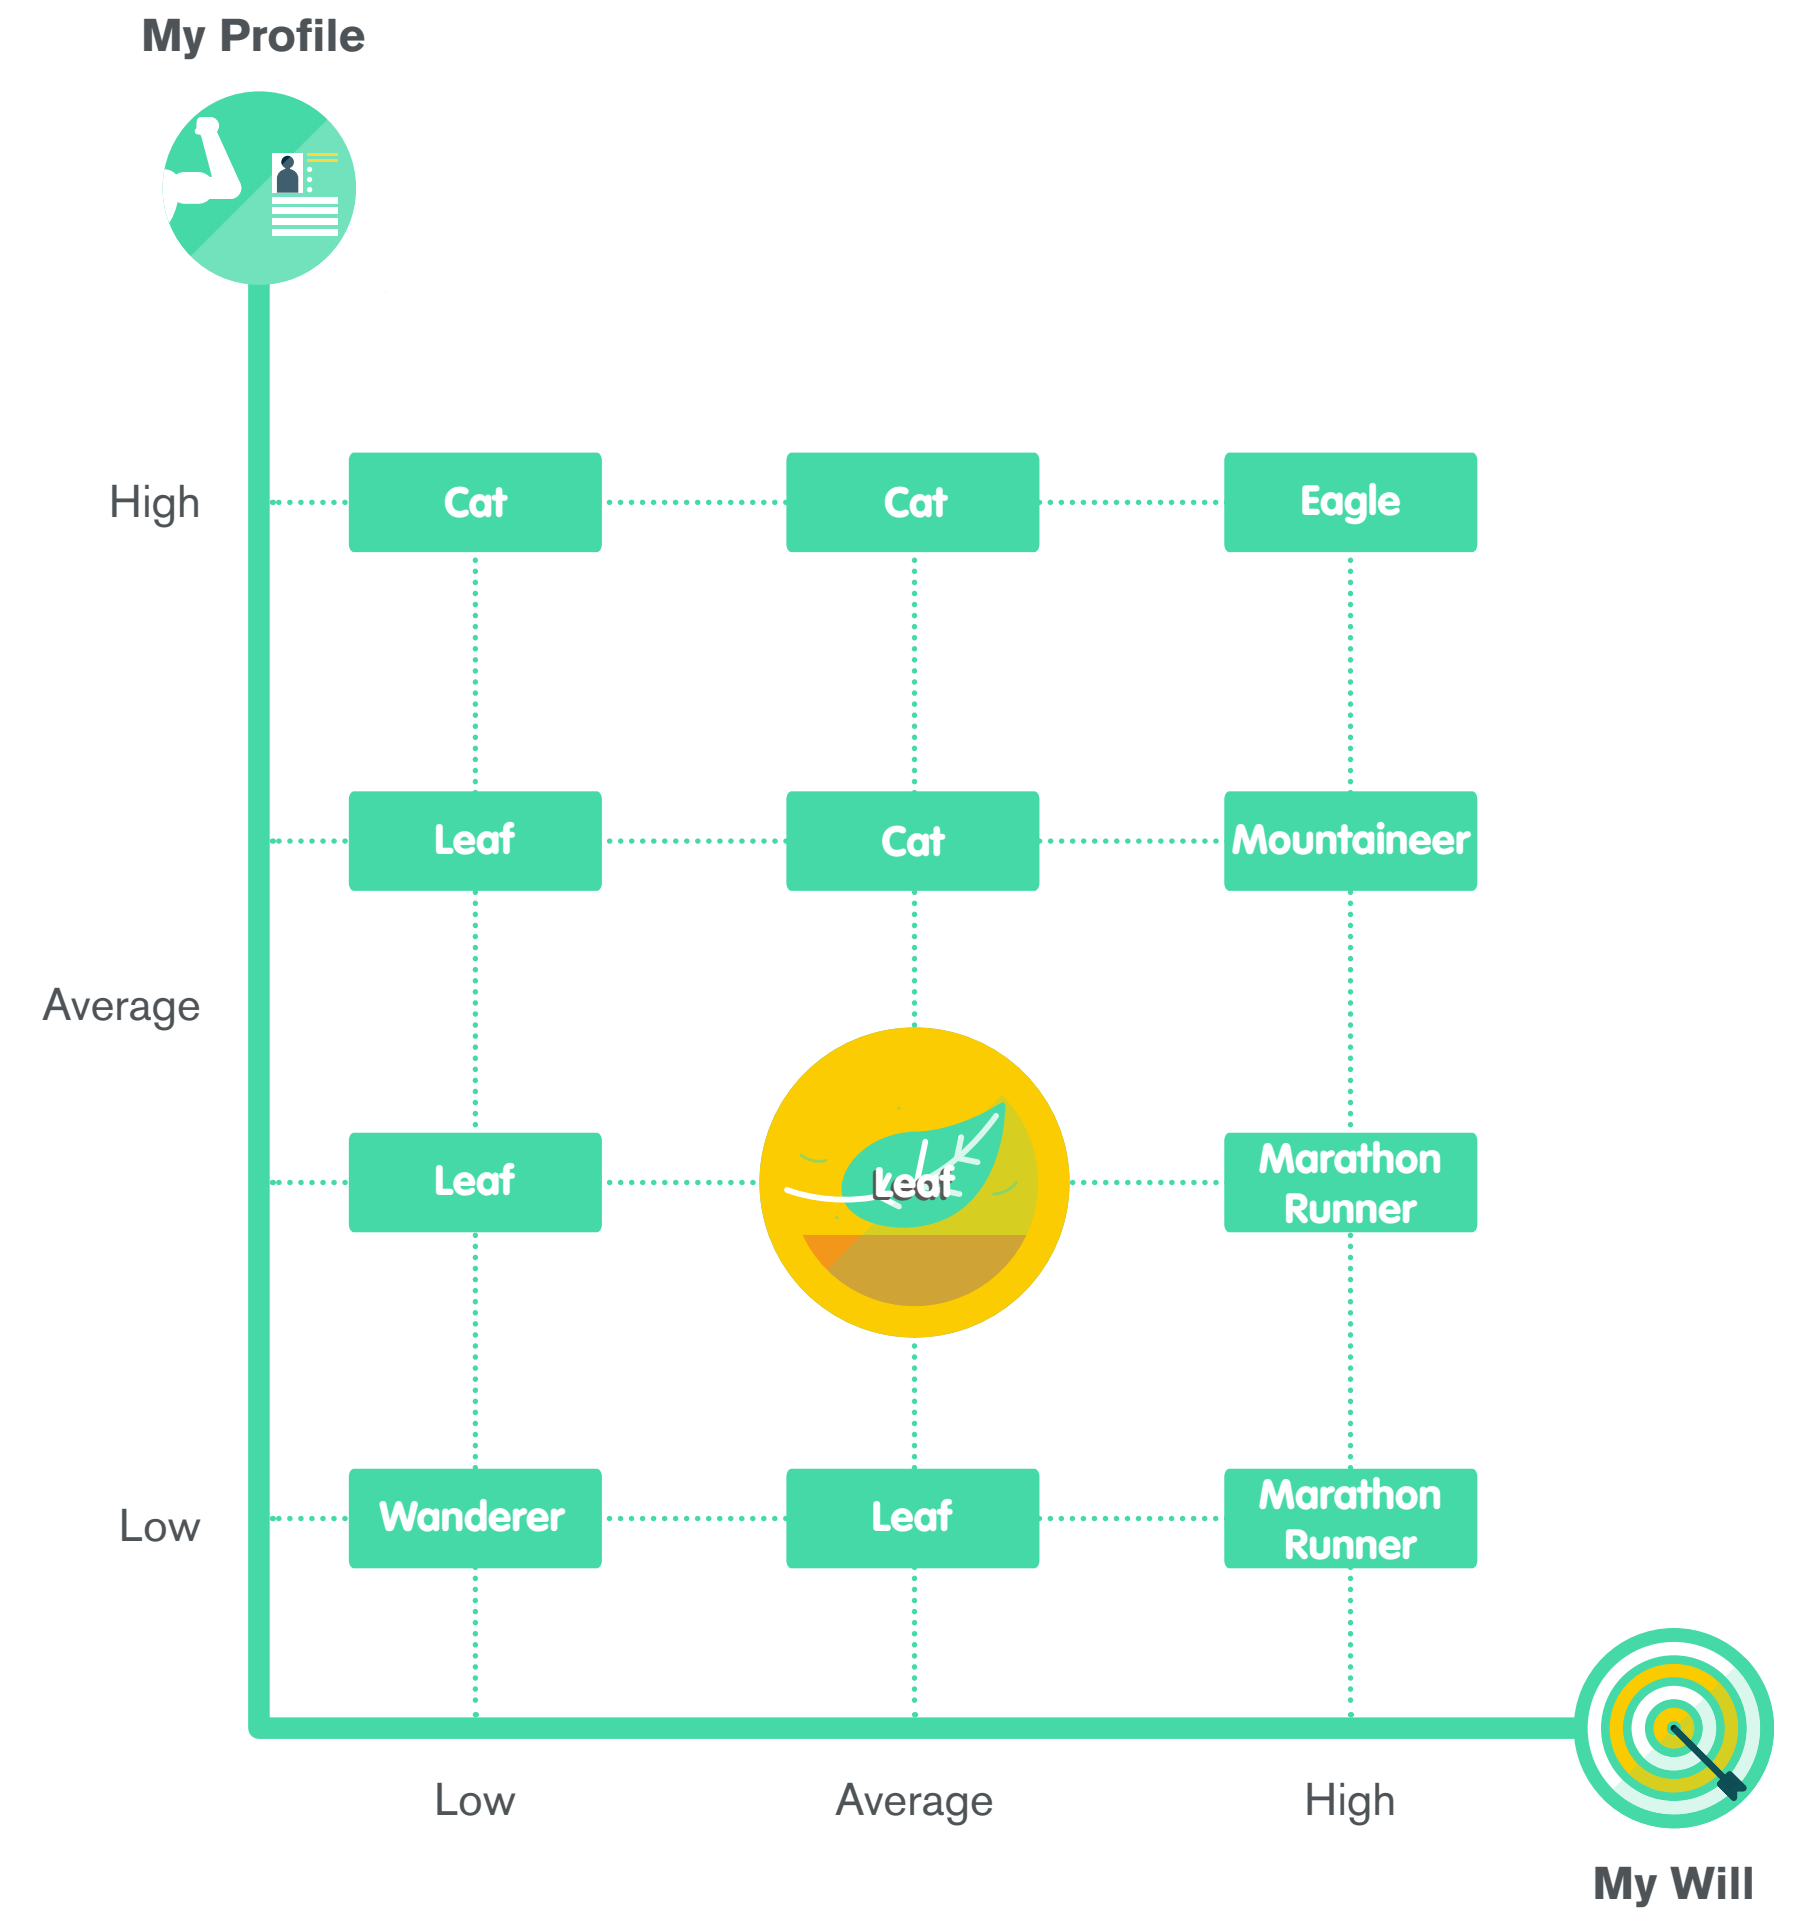 My Profile
High
Cat
Cat
Eagle
Leaf
Cat
Mountaineer
Average
Leaf
Leaf
Marathon
Runner
Low
Wanderer
Leaf
Marathon
Runner
Low
Average
High
My Will